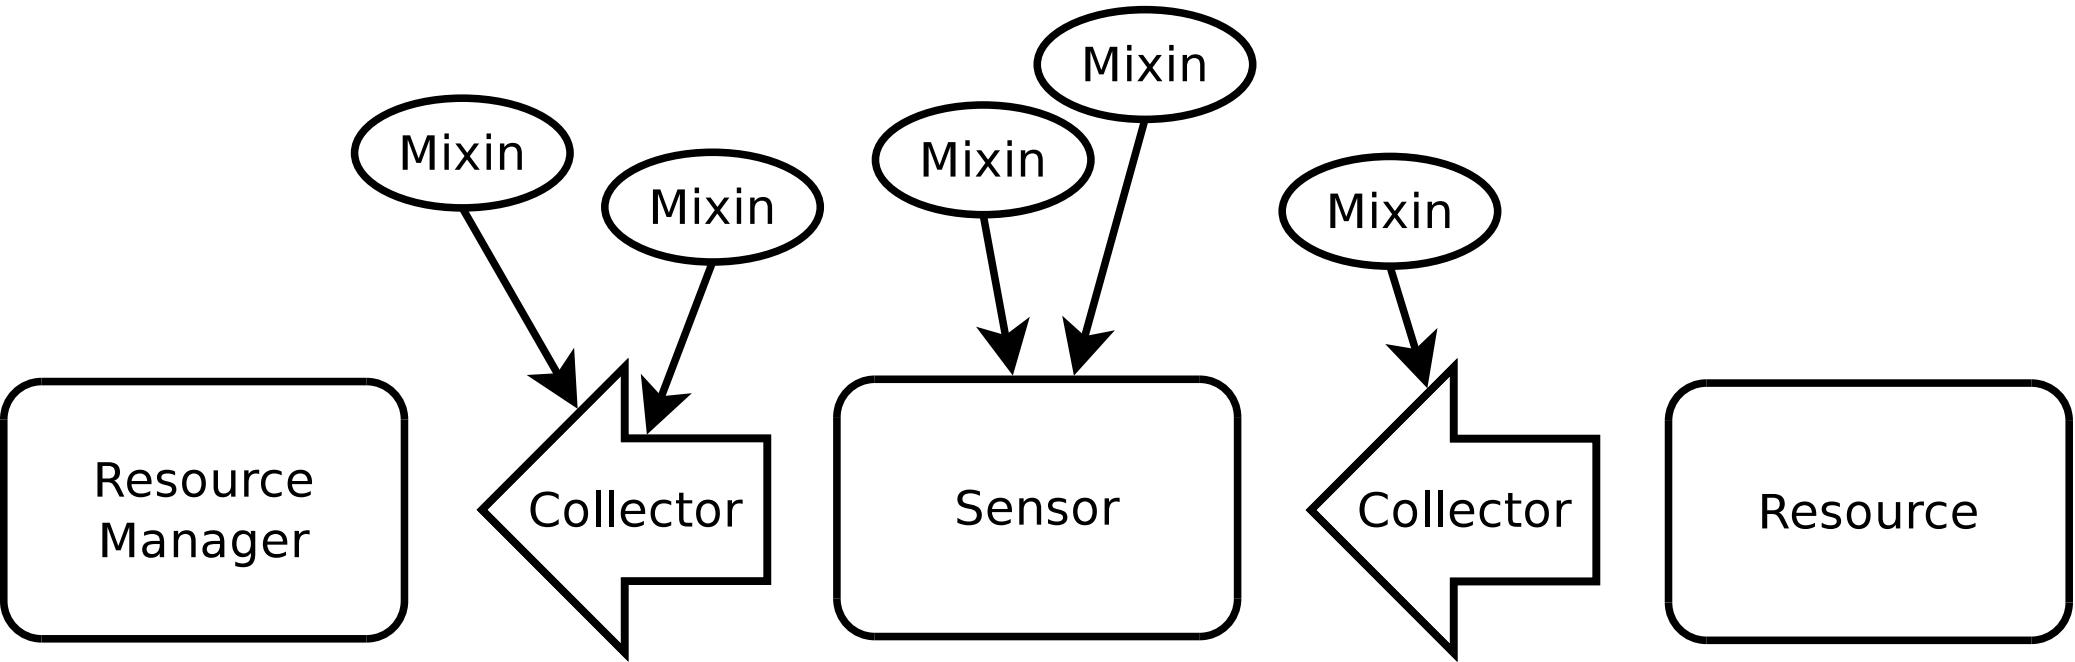 Mixin
Mixin
Mixin
Mixin
Mixin
Resource
Manager
Collector
Sensor
Collector
Resource